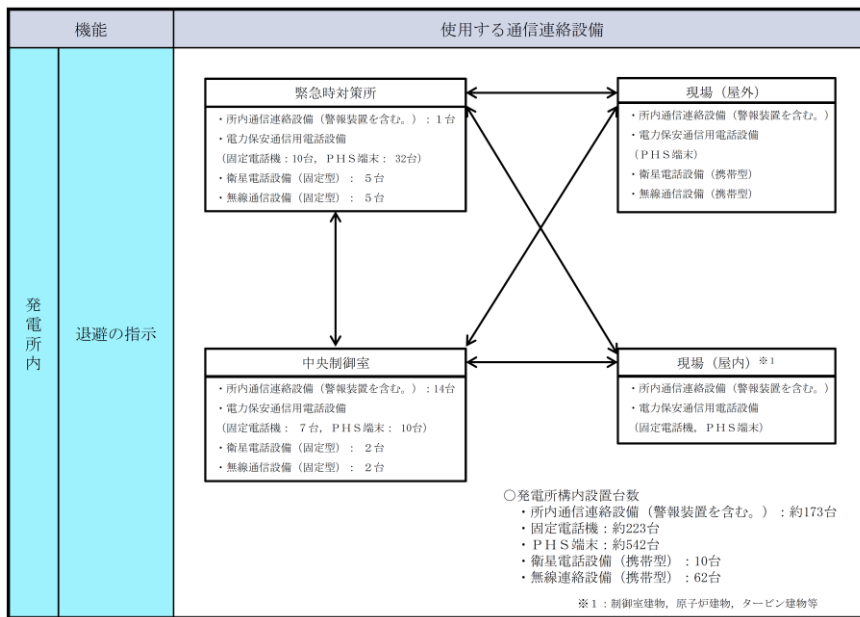 機能
使用する通信連絡設備
発電所内
退避の指示
緊急時対策所
・所内通信連絡設備（警報装置を含む。）：１台
・電力保安通信用電話設備
（固定電話機：10台，ＰＨＳ端末： 32台）
・衛星電話設備（固定型）： ５台
・無線通信設備（固定型）： ５台
現場（屋外）
・所内通信連絡設備（警報装置を含む。）
・電力保安通信用電話設備
（ＰＨＳ端末）
・衛星電話設備（携帯型）
・無線通信設備（携帯型）
中央制御室
・所内通信連絡設備（警報装置を含む。）：14台
・電力保安通信用電話設備
（固定電話機： ７台，ＰＨＳ端末： 10台）
・衛星電話設備（固定型）： ２台
・無線通信設備（固定型）： ２台
現場（屋内）※１
・所内通信連絡設備（警報装置を含む。）
・電力保安通信用電話設備
（固定電話機，ＰＨＳ端末）
○発電所構内設置台数
・所内通信連絡設備（警報装置を含む。）：約173台
・固定電話機：約223台
・ＰＨＳ端末：約542台
・衛星電話設備（携帯型）：10台
・無線連絡設備（携帯型）：62台
※１：制御室建物，原子炉建物，タービン建物等